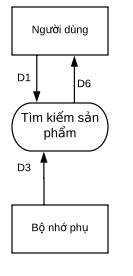 Người dùng
D1
D6
Tìm kiếm sản
phẩm
D3
Bộ nhớ phụ